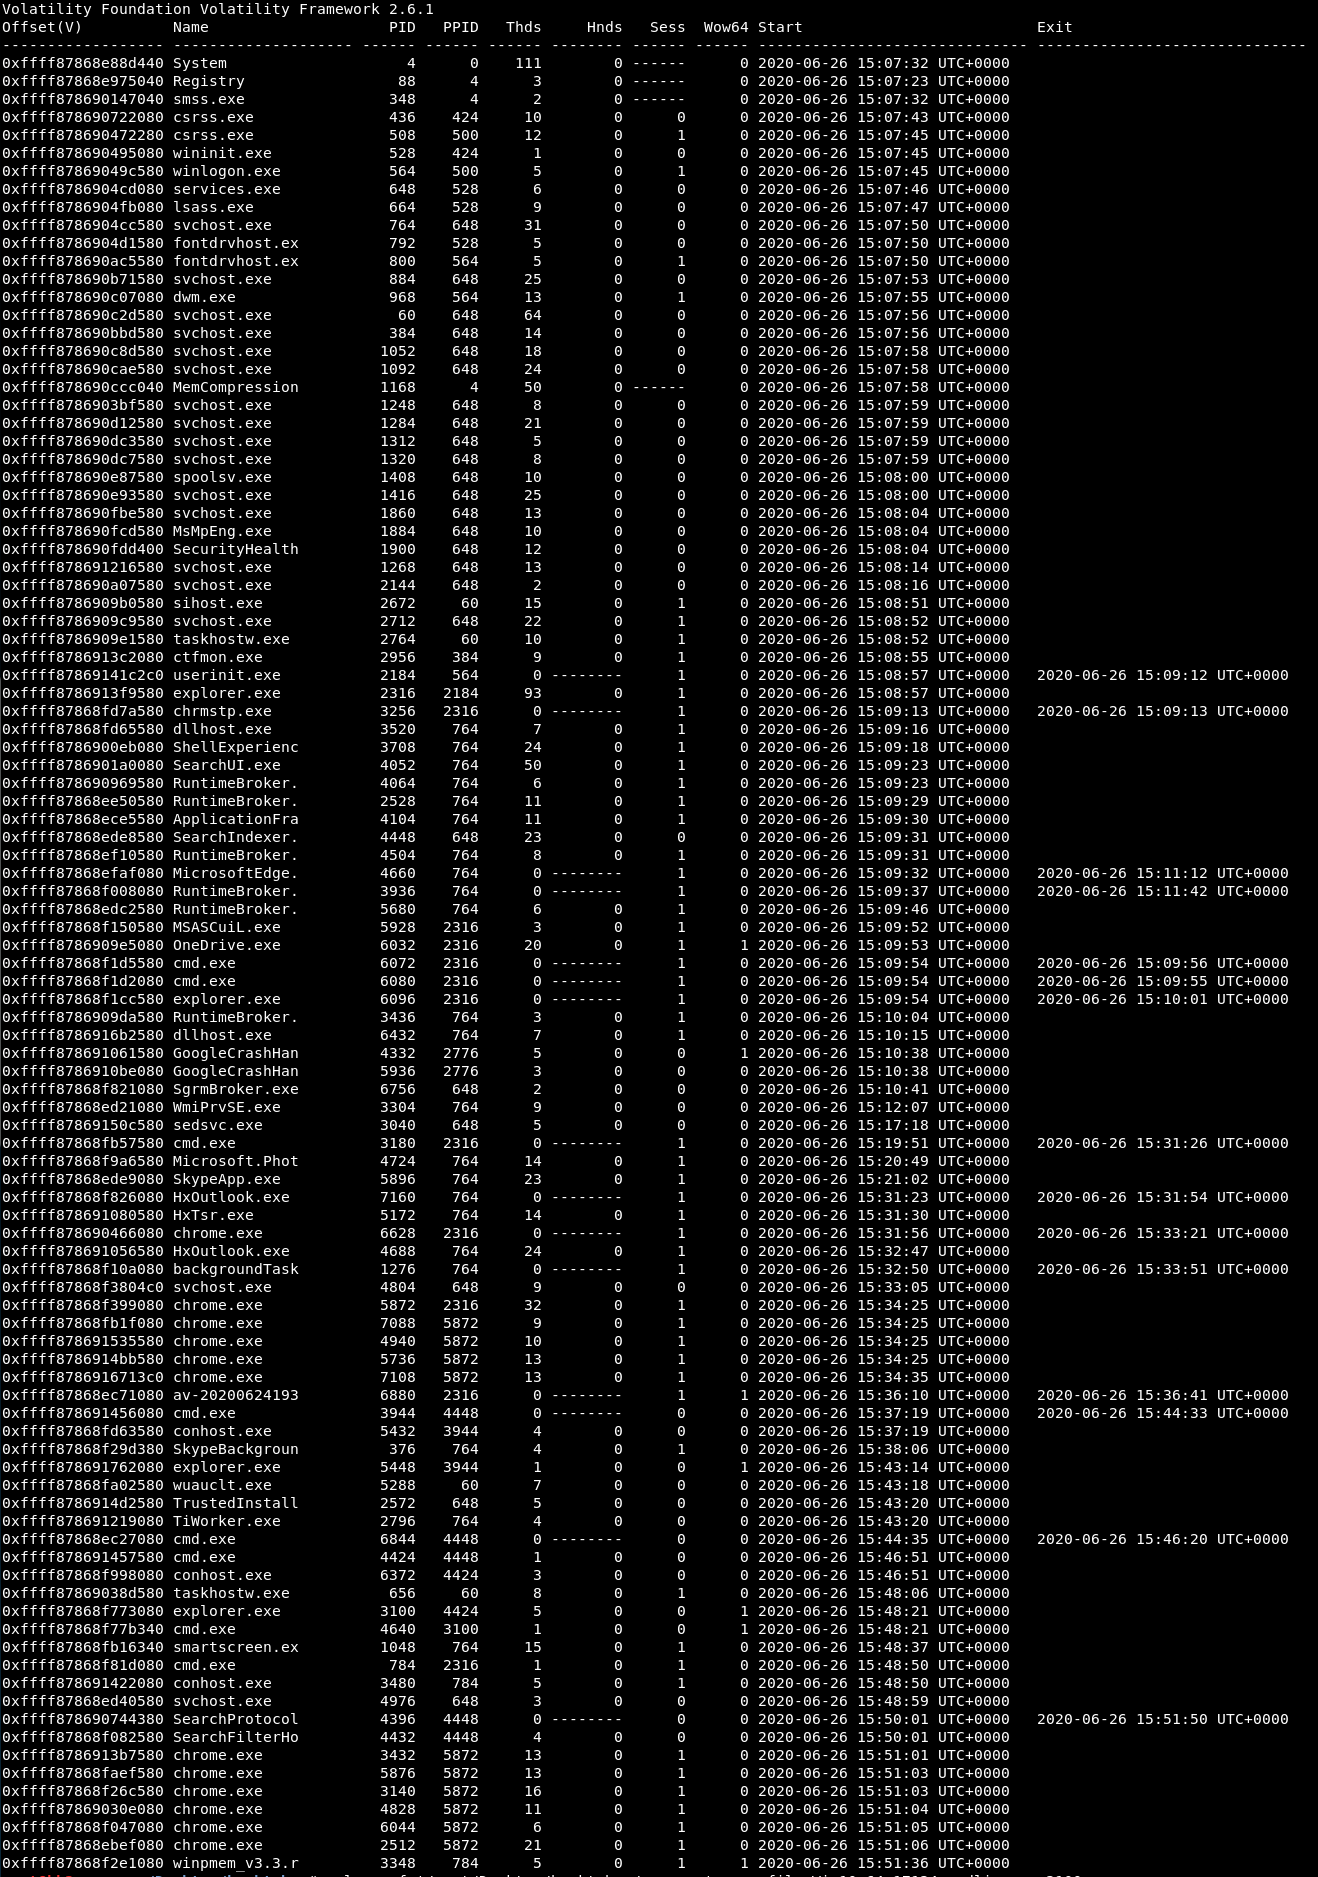 Volatility Foundation Volatility Framework 2.6.1
Offset(V)          Name                    PID   PPID   Thds     Hnds   Sess  Wow64 Start                          Exit
------------------ -------------------- ------ ------ ------ -------- ------ ------ ------------------------------ ------------------------------
0xffff87868e88d440 System                    4      0    111        0 ------      0 2020-06-26 15:07:32 UTC+0000
0xffff87868e975040 Registry                 88      4      3        0 ------      0 2020-06-26 15:07:23 UTC+0000
0xffff878690147040 smss.exe                348      4      2        0 ------      0 2020-06-26 15:07:32 UTC+0000
0xffff878690722080 csrss.exe               436    424     10        0      0      0 2020-06-26 15:07:43 UTC+0000
0xffff878690472280 csrss.exe               508    500     12        0      1      0 2020-06-26 15:07:45 UTC+0000
0xffff878690495080 wininit.exe             528    424      1        0      0      0 2020-06-26 15:07:45 UTC+0000
0xffff87869049c580 winlogon.exe            564    500      5        0      1      0 2020-06-26 15:07:45 UTC+0000
0xffff8786904cd080 services.exe            648    528      6        0      0      0 2020-06-26 15:07:46 UTC+0000
0xffff8786904fb080 lsass.exe               664    528      9        0      0      0 2020-06-26 15:07:47 UTC+0000
0xffff8786904cc580 svchost.exe             764    648     31        0      0      0 2020-06-26 15:07:50 UTC+0000
0xffff8786904d1580 fontdrvhost.ex          792    528      5        0      0      0 2020-06-26 15:07:50 UTC+0000
0xffff878690ac5580 fontdrvhost.ex          800    564      5        0      1      0 2020-06-26 15:07:50 UTC+0000
0xffff878690b71580 svchost.exe             884    648     25        0      0      0 2020-06-26 15:07:53 UTC+0000
0xffff878690c07080 dwm.exe                 968    564     13        0      1      0 2020-06-26 15:07:55 UTC+0000
0xffff878690c2d580 svchost.exe              60    648     64        0      0      0 2020-06-26 15:07:56 UTC+0000
0xffff878690bbd580 svchost.exe             384    648     14        0      0      0 2020-06-26 15:07:56 UTC+0000
0xffff878690c8d580 svchost.exe            1052    648     18        0      0      0 2020-06-26 15:07:58 UTC+0000
0xffff878690cae580 svchost.exe            1092    648     24        0      0      0 2020-06-26 15:07:58 UTC+0000
0xffff878690ccc040 MemCompression         1168      4     50        0 ------      0 2020-06-26 15:07:58 UTC+0000
0xffff8786903bf580 svchost.exe            1248    648      8        0      0      0 2020-06-26 15:07:59 UTC+0000
0xffff878690d12580 svchost.exe            1284    648     21        0      0      0 2020-06-26 15:07:59 UTC+0000
0xffff878690dc3580 svchost.exe            1312    648      5        0      0      0 2020-06-26 15:07:59 UTC+0000
0xffff878690dc7580 svchost.exe            1320    648      8        0      0      0 2020-06-26 15:07:59 UTC+0000
0xffff878690e87580 spoolsv.exe            1408    648     10        0      0      0 2020-06-26 15:08:00 UTC+0000
0xffff878690e93580 svchost.exe            1416    648     25        0      0      0 2020-06-26 15:08:00 UTC+0000
0xffff878690fbe580 svchost.exe            1860    648     13        0      0      0 2020-06-26 15:08:04 UTC+0000
0xffff878690fcd580 MsMpEng.exe            1884    648     10        0      0      0 2020-06-26 15:08:04 UTC+0000
0xffff878690fdd400 SecurityHealth         1900    648     12        0      0      0 2020-06-26 15:08:04 UTC+0000
0xffff878691216580 svchost.exe            1268    648     13        0      0      0 2020-06-26 15:08:14 UTC+0000
0xffff878690a07580 svchost.exe            2144    648      2        0      0      0 2020-06-26 15:08:16 UTC+0000
0xffff8786909b0580 sihost.exe             2672     60     15        0      1      0 2020-06-26 15:08:51 UTC+0000
0xffff8786909c9580 svchost.exe            2712    648     22        0      1      0 2020-06-26 15:08:52 UTC+0000
0xffff8786909e1580 taskhostw.exe          2764     60     10        0      1      0 2020-06-26 15:08:52 UTC+0000
0xffff8786913c2080 ctfmon.exe             2956    384      9        0      1      0 2020-06-26 15:08:55 UTC+0000
0xffff87869141c2c0 userinit.exe           2184    564      0 --------      1      0 2020-06-26 15:08:57 UTC+0000   2020-06-26 15:09:12 UTC+0000
0xffff8786913f9580 explorer.exe           2316   2184     93        0      1      0 2020-06-26 15:08:57 UTC+0000
0xffff87868fd7a580 chrmstp.exe            3256   2316      0 --------      1      0 2020-06-26 15:09:13 UTC+0000   2020-06-26 15:09:13 UTC+0000
0xffff87868fd65580 dllhost.exe            3520    764      7        0      1      0 2020-06-26 15:09:16 UTC+0000
0xffff8786900eb080 ShellExperienc         3708    764     24        0      1      0 2020-06-26 15:09:18 UTC+0000
0xffff8786901a0080 SearchUI.exe           4052    764     50        0      1      0 2020-06-26 15:09:23 UTC+0000
0xffff878690969580 RuntimeBroker.         4064    764      6        0      1      0 2020-06-26 15:09:23 UTC+0000
0xffff87868ee50580 RuntimeBroker.         2528    764     11        0      1      0 2020-06-26 15:09:29 UTC+0000
0xffff87868ece5580 ApplicationFra         4104    764     11        0      1      0 2020-06-26 15:09:30 UTC+0000
0xffff87868ede8580 SearchIndexer.         4448    648     23        0      0      0 2020-06-26 15:09:31 UTC+0000
0xffff87868ef10580 RuntimeBroker.         4504    764      8        0      1      0 2020-06-26 15:09:31 UTC+0000
0xffff87868efaf080 MicrosoftEdge.         4660    764      0 --------      1      0 2020-06-26 15:09:32 UTC+0000   2020-06-26 15:11:12 UTC+0000
0xffff87868f008080 RuntimeBroker.         3936    764      0 --------      1      0 2020-06-26 15:09:37 UTC+0000   2020-06-26 15:11:42 UTC+0000
0xffff87868edc2580 RuntimeBroker.         5680    764      6        0      1      0 2020-06-26 15:09:46 UTC+0000
0xffff87868f150580 MSASCuiL.exe           5928   2316      3        0      1      0 2020-06-26 15:09:52 UTC+0000
0xffff8786909e5080 OneDrive.exe           6032   2316     20        0      1      1 2020-06-26 15:09:53 UTC+0000
0xffff87868f1d5580 cmd.exe                6072   2316      0 --------      1      0 2020-06-26 15:09:54 UTC+0000   2020-06-26 15:09:56 UTC+0000
0xffff87868f1d2080 cmd.exe                6080   2316      0 --------      1      0 2020-06-26 15:09:54 UTC+0000   2020-06-26 15:09:55 UTC+0000
0xffff87868f1cc580 explorer.exe           6096   2316      0 --------      1      0 2020-06-26 15:09:54 UTC+0000   2020-06-26 15:10:01 UTC+0000
0xffff8786909da580 RuntimeBroker.         3436    764      3        0      1      0 2020-06-26 15:10:04 UTC+0000
0xffff8786916b2580 dllhost.exe            6432    764      7        0      1      0 2020-06-26 15:10:15 UTC+0000
0xffff878691061580 GoogleCrashHan         4332   2776      5        0      0      1 2020-06-26 15:10:38 UTC+0000
0xffff8786910be080 GoogleCrashHan         5936   2776      3        0      0      0 2020-06-26 15:10:38 UTC+0000
0xffff87868f821080 SgrmBroker.exe         6756    648      2        0      0      0 2020-06-26 15:10:41 UTC+0000
0xffff87868ed21080 WmiPrvSE.exe           3304    764      9        0      0      0 2020-06-26 15:12:07 UTC+0000
0xffff87869150c580 sedsvc.exe             3040    648      5        0      0      0 2020-06-26 15:17:18 UTC+0000
0xffff87868fb57580 cmd.exe                3180   2316      0 --------      1      0 2020-06-26 15:19:51 UTC+0000   2020-06-26 15:31:26 UTC+0000
0xffff87868f9a6580 Microsoft.Phot         4724    764     14        0      1      0 2020-06-26 15:20:49 UTC+0000
0xffff87868ede9080 SkypeApp.exe           5896    764     23        0      1      0 2020-06-26 15:21:02 UTC+0000
0xffff87868f826080 HxOutlook.exe          7160    764      0 --------      1      0 2020-06-26 15:31:23 UTC+0000   2020-06-26 15:31:54 UTC+0000
0xffff878691080580 HxTsr.exe              5172    764     14        0      1      0 2020-06-26 15:31:30 UTC+0000
0xffff878690466080 chrome.exe             6628   2316      0 --------      1      0 2020-06-26 15:31:56 UTC+0000   2020-06-26 15:33:21 UTC+0000
0xffff878691056580 HxOutlook.exe          4688    764     24        0      1      0 2020-06-26 15:32:47 UTC+0000
0xffff87868f10a080 backgroundTask         1276    764      0 --------      1      0 2020-06-26 15:32:50 UTC+0000   2020-06-26 15:33:51 UTC+0000
0xffff87868f3804c0 svchost.exe            4804    648      9        0      0      0 2020-06-26 15:33:05 UTC+0000
0xffff87868f399080 chrome.exe             5872   2316     32        0      1      0 2020-06-26 15:34:25 UTC+0000
0xffff87868fb1f080 chrome.exe             7088   5872      9        0      1      0 2020-06-26 15:34:25 UTC+0000
0xffff878691535580 chrome.exe             4940   5872     10        0      1      0 2020-06-26 15:34:25 UTC+0000
0xffff8786914bb580 chrome.exe             5736   5872     13        0      1      0 2020-06-26 15:34:25 UTC+0000
0xffff8786916713c0 chrome.exe             7108   5872     13        0      1      0 2020-06-26 15:34:35 UTC+0000
0xffff87868ec71080 av-20200624193         6880   2316      0 --------      1      1 2020-06-26 15:36:10 UTC+0000   2020-06-26 15:36:41 UTC+0000
0xffff878691456080 cmd.exe                3944   4448      0 --------      0      0 2020-06-26 15:37:19 UTC+0000   2020-06-26 15:44:33 UTC+0000
0xffff87868fd63580 conhost.exe            5432   3944      4        0      0      0 2020-06-26 15:37:19 UTC+0000
0xffff87868f29d380 SkypeBackgroun          376    764      4        0      1      0 2020-06-26 15:38:06 UTC+0000
0xffff878691762080 explorer.exe           5448   3944      1        0      0      1 2020-06-26 15:43:14 UTC+0000
0xffff87868fa02580 wuauclt.exe            5288     60      7        0      0      0 2020-06-26 15:43:18 UTC+0000
0xffff8786914d2580 TrustedInstall         2572    648      5        0      0      0 2020-06-26 15:43:20 UTC+0000
0xffff878691219080 TiWorker.exe           2796    764      4        0      0      0 2020-06-26 15:43:20 UTC+0000
0xffff87868ec27080 cmd.exe                6844   4448      0 --------      0      0 2020-06-26 15:44:35 UTC+0000   2020-06-26 15:46:20 UTC+0000
0xffff878691457580 cmd.exe                4424   4448      1        0      0      0 2020-06-26 15:46:51 UTC+0000
0xffff87868f998080 conhost.exe            6372   4424      3        0      0      0 2020-06-26 15:46:51 UTC+0000
0xffff87869038d580 taskhostw.exe           656     60      8        0      1      0 2020-06-26 15:48:06 UTC+0000
0xffff87868f773080 explorer.exe           3100   4424      5        0      0      1 2020-06-26 15:48:21 UTC+0000
0xffff87868f77b340 cmd.exe                4640   3100      1        0      0      1 2020-06-26 15:48:21 UTC+0000
0xffff87868fb16340 smartscreen.ex         1048    764     15        0      1      0 2020-06-26 15:48:37 UTC+0000
0xffff87868f81d080 cmd.exe                 784   2316      1        0      1      0 2020-06-26 15:48:50 UTC+0000
0xffff878691422080 conhost.exe            3480    784      5        0      1      0 2020-06-26 15:48:50 UTC+0000
0xffff87868ed40580 svchost.exe            4976    648      3        0      0      0 2020-06-26 15:48:59 UTC+0000
0xffff878690744380 SearchProtocol         4396   4448      0 --------      0      0 2020-06-26 15:50:01 UTC+0000   2020-06-26 15:51:50 UTC+0000
0xffff87868f082580 SearchFilterHo         4432   4448      4        0      0      0 2020-06-26 15:50:01 UTC+0000
0xffff8786913b7580 chrome.exe             3432   5872     13        0      1      0 2020-06-26 15:51:01 UTC+0000
0xffff87868faef580 chrome.exe             5876   5872     13        0      1      0 2020-06-26 15:51:03 UTC+0000
0xffff87868f26c580 chrome.exe             3140   5872     16        0      1      0 2020-06-26 15:51:03 UTC+0000
0xffff87869030e080 chrome.exe             4828   5872     11        0      1      0 2020-06-26 15:51:04 UTC+0000
0xffff87868f047080 chrome.exe             6044   5872      6        0      1      0 2020-06-26 15:51:05 UTC+0000
0xffff87868ebef080 chrome.exe             2512   5872     21        0      1      0 2020-06-26 15:51:06 UTC+0000
0xffff87868f2e1080 winpmem_v3.3.r         3348    784      5        0      1      1 2020-06-26 15:51:36 UTC+0000